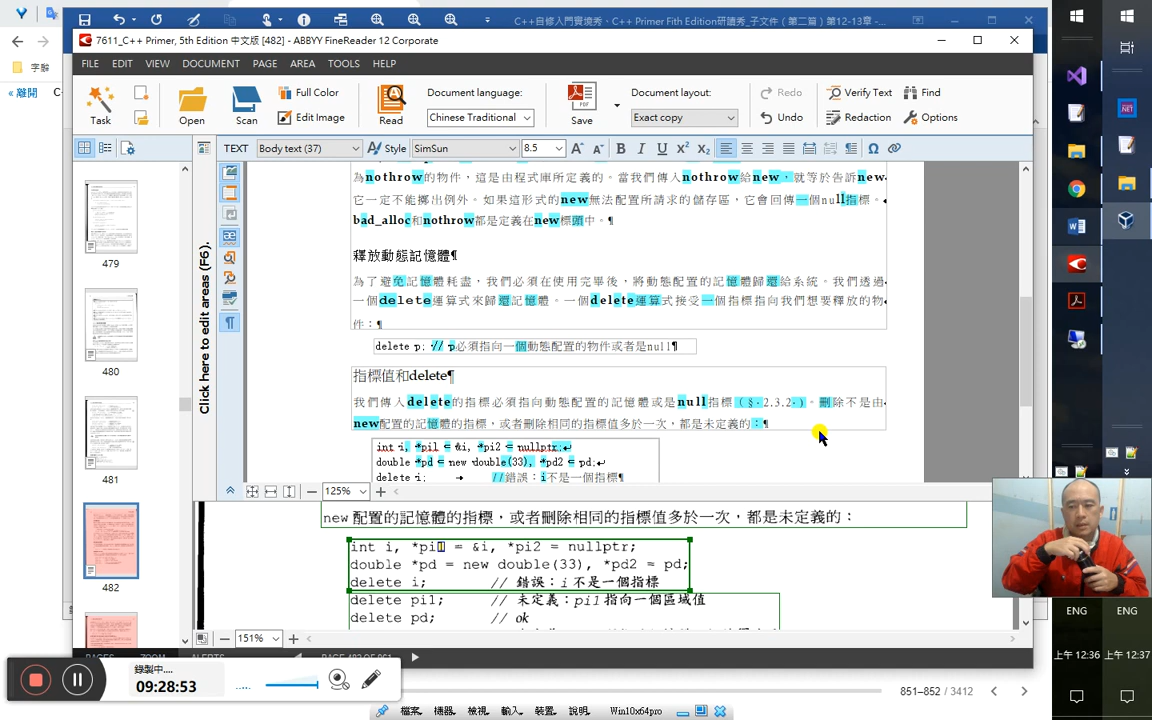 C++自修入門實境秀、C++ Primer Fith Edition研讀秀_子文件（第二篇）第12-13章 -...
7611_C++ Primer, 5th Edition 中文版 [482] - ABBYY FineReader 12 Corporate
字辭
« 離開
FILE EDIT VIEW DOCUMENT PAGE AREA TOOLS HELP
Task Open Scan Full Color Edit Image Read
Document language: Chinese Traditional
Save
Document layout: Exact copy
Redo Undo
Verify Text Find
Redaction Options
TEXT Body text (37) Style SimSun 8.5 B I U X² X₂
Click here to edit areas (F6).
479
480
481
482
為nothrow的物件，這是由程式庫所定義的。當我們傳入nothrow給new，就等於告訴new
它一定不能擲出例外。如果這形式的new無法配置所請求的儲存區，它會回傳一個null指標。
bad_alloc和nothrow都是定義在new標頭中。¶
釋放動態記憶體¶
為了避免記憶體耗盡，我們必須在使用完畢後，將動態配置的記憶體歸還給系統。我們透過
一個delete運算式來歸還記憶體。一個delete運算式接受一個指標指向我們想要釋放的物
件：¶
delete p; // p必須指向一個動態配置的物件或者是null¶
指標值和delete¶
我們傳入delete的指標必須指向動態配置的記憶體或是null指標（§ 2.3.2）。刪除不是由
new配置的記憶體的指標，或者刪除相同的指標值多於一次，都是未定義的：¶
int i, *pil = &i, *pi2 = nullptr;
double *pd = new double(33), *pd2 = pd;
delete i; //錯誤：i不是一個指標¶
125%
new 配置的記憶體的指標，或者刪除相同的指標值多於一次，都是未定義的：
int i, *pi1 = &i, *pi2 = nullptr;
double *pd = new double(33), *pd2 = pd;
delete i; // 錯誤：i 不是一個指標
delete pi1; // 未定義：pi1 指向一個區域值
delete pd; // ok
151%
錄製中....
09:28:53
851–852 / 3412
檔案, 機器, 檢視, 輸入, 裝置, 說明, Win10x64pro
ENG ENG
上午 12:36 上午 12:37